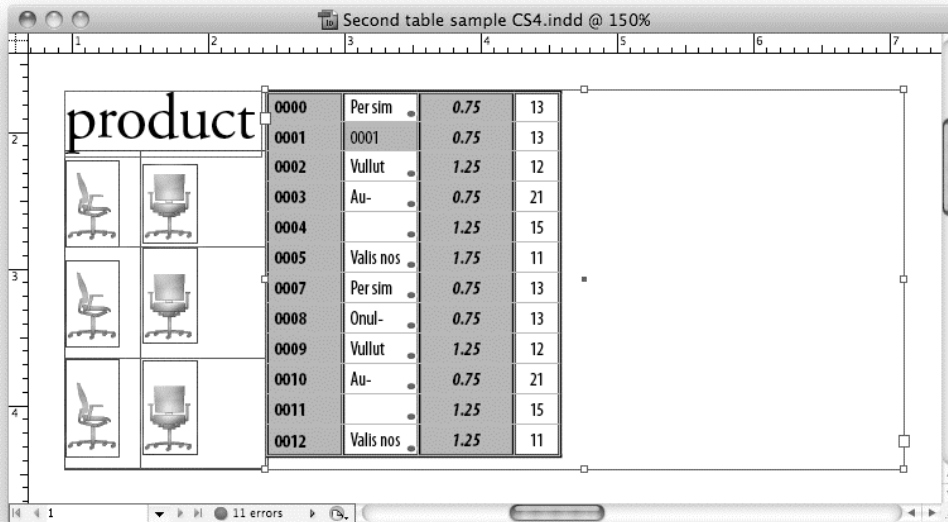 Second table sample CS4.indd @ 150%
1 2 3 4 5 6 7
product
0000 Per sim 0.75 13
0001 0001 0.75 13
2
0002 Vullut 1.25 12
0003 Au- 0.75 21
0004 1.25 15
0005 Valis nos 1.75 11
3
0007 Per sim 0.75 13
0008 Onul- 0.75 13
0009 Vullut 1.25 12
0010 Au- 0.75 21
4
0011 1.25 15
0012 Valis nos 1.25 11
1 11 errors